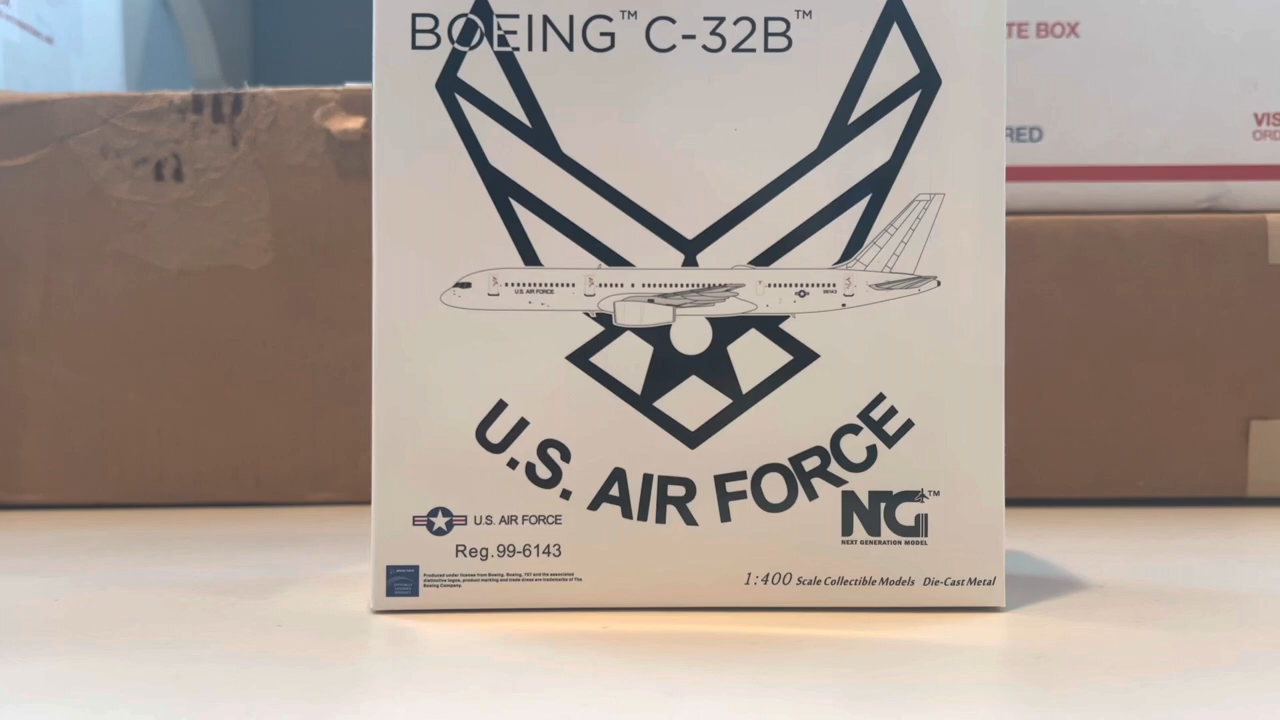 BOEING™ C-32B™
TE BOX
RED
VIS
U.S. AIR FORCE
U.S. AIR FORCE
NG™
NEXT GENERATION MODEL
U.S. AIR FORCE
Reg.99-6143
Produced under license from Boeing. Boeing, 757 and the associated
distinctive logos, product marking and trade dress are trademarks of The
Boeing Company.
1:400 Scale Collectible Models Die-Cast Metal